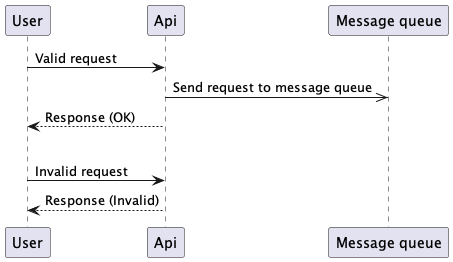 User
Api
Message queue
Valid request
Send request to message queue
Response (OK)
Invalid request
Response (Invalid)
User
Api
Message queue